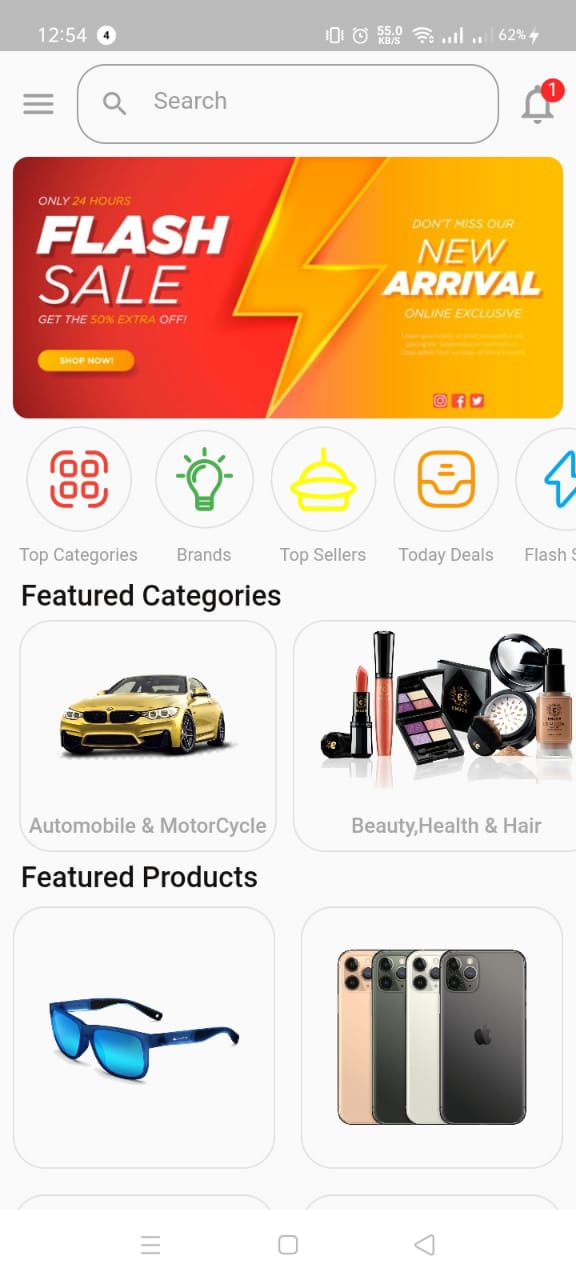 12:54 4 55.0 KB/S 62%
Search
1
ONLY 24 HOURS
FLASH
SALE
GET THE 50% EXTRA OFF!
SHOP NOW!
DON'T MISS OUR
NEW
ARRIVAL
ONLINE EXCLUSIVE
Top Categories
Brands
Top Sellers
Today Deals
Flash S
Featured Categories
Automobile & MotorCycle
Beauty,Health & Hair
Featured Products